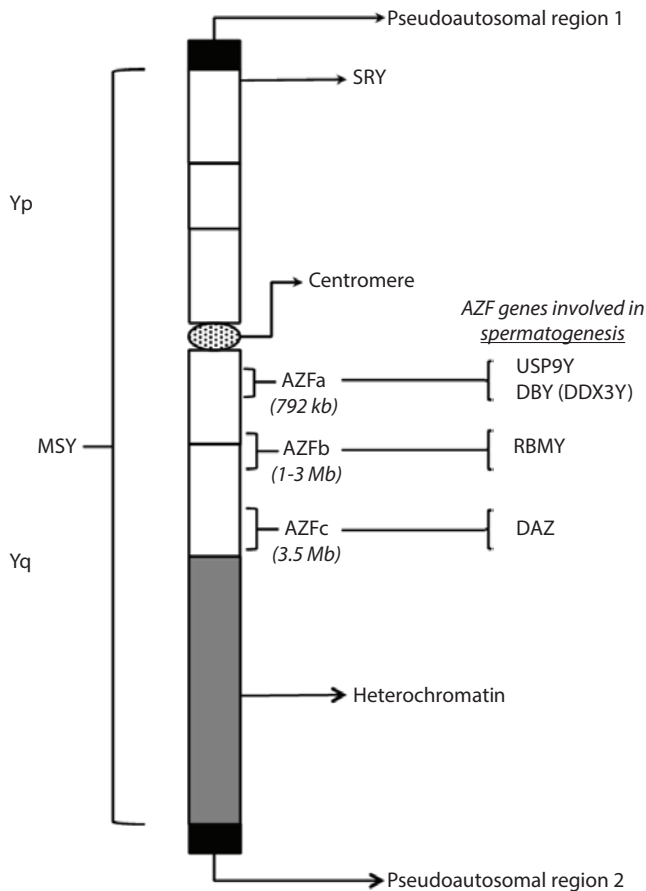 Pseudoautosomal region 1
SRY
Yp
Centromere
AZF genes involved in
spermatogenesis
USP9Y
AZFa
DBY (DDX3Y)
(792 kb)
MSY
AZFb
RBMY
(1-3 Mb)
AZFc
DAZ
(3.5 Mb)
Yq
Heterochromatin
Pseudoautosomal region 2